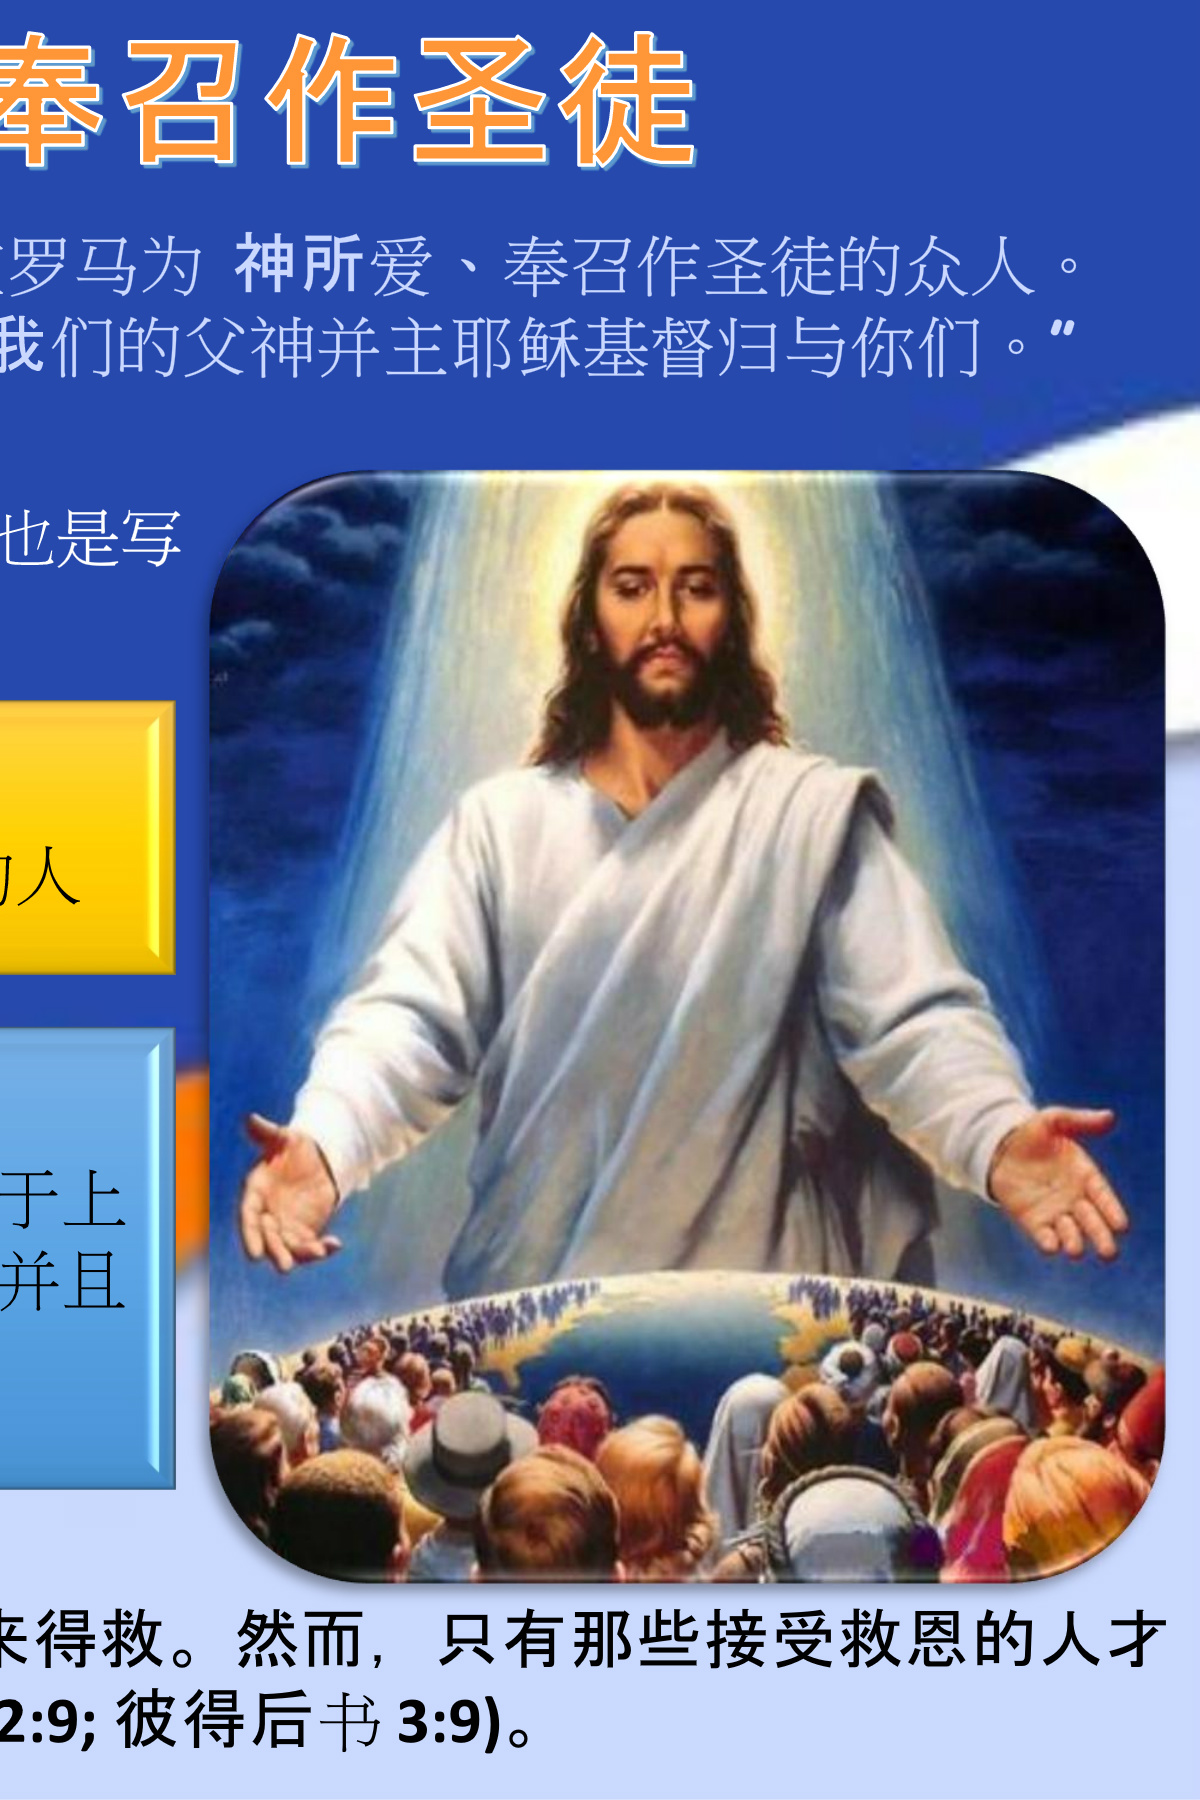 奉召作圣徒
罗马为 神所爱、奉召作圣徒的众人。
我们的父神并主耶稣基督归与你们。”
也是写
的人
于上
并且
来得救。然而，只有那些接受救恩的人才
2:9; 彼得后书 3:9)。